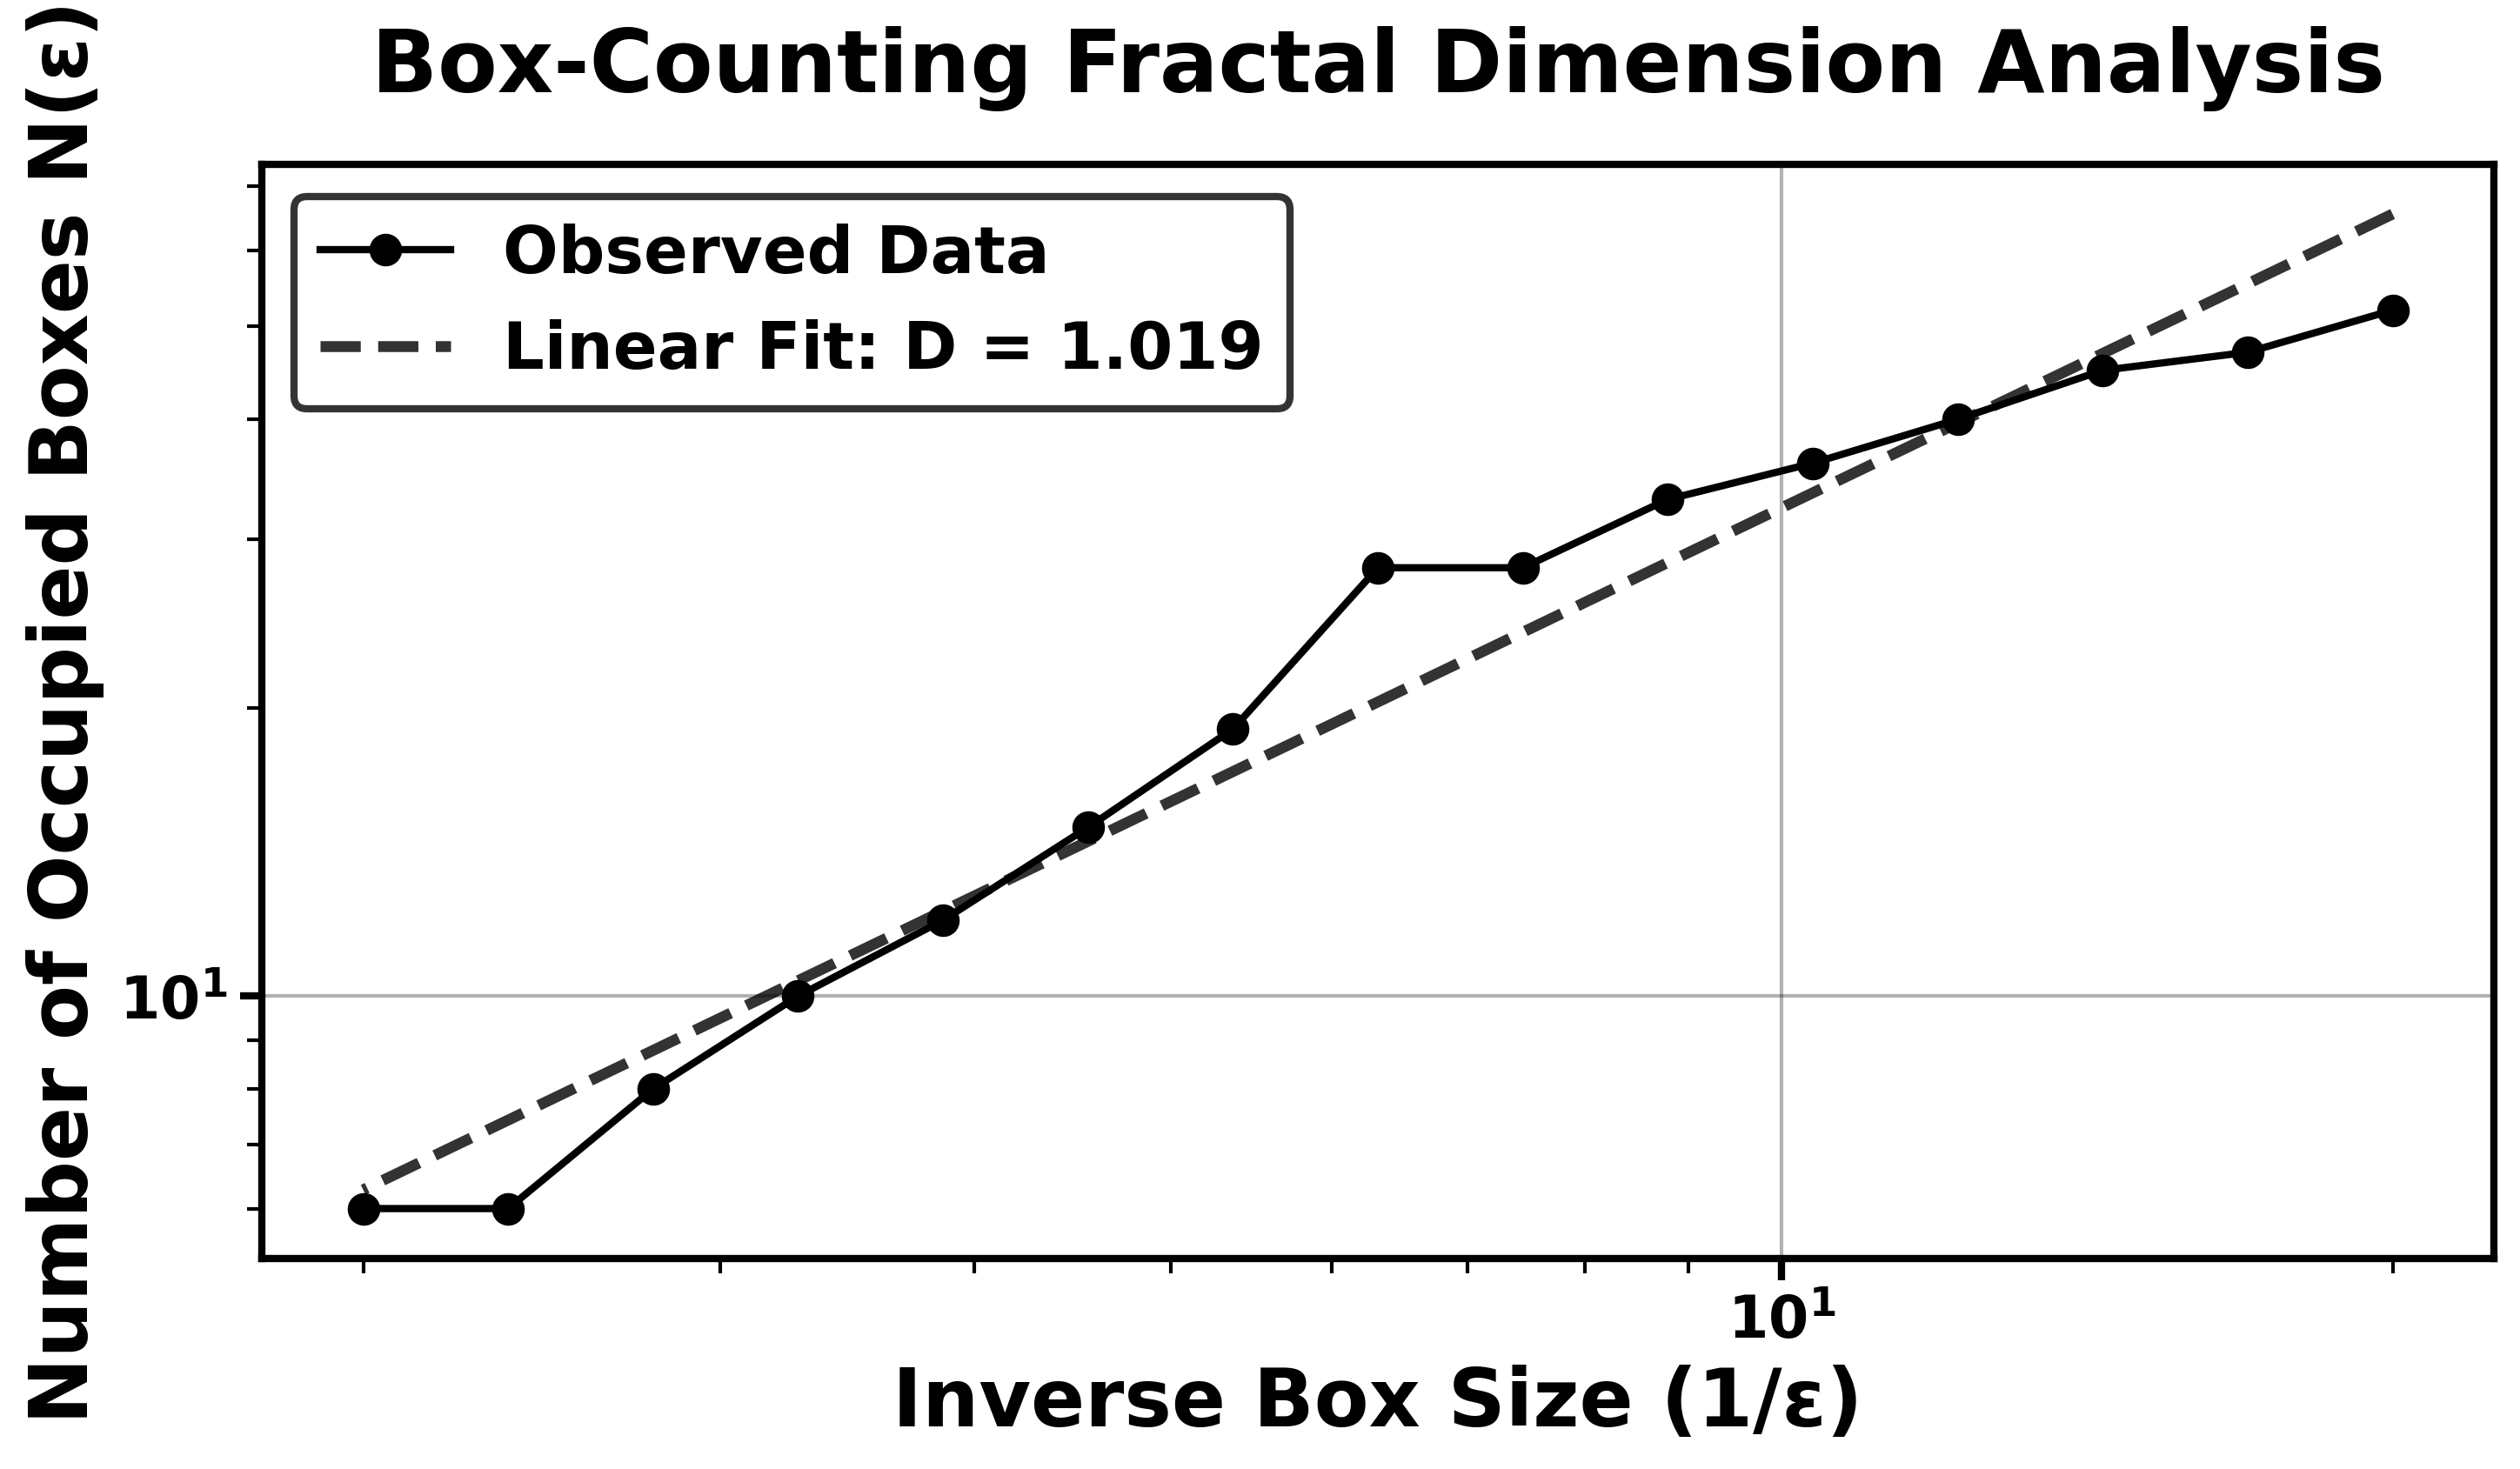 Box-Counting Fractal Dimension Analysis
Number of Occupied Boxes N(ε)
Observed Data
Linear Fit: D = 1.019
10¹
10¹
Inverse Box Size (1/ε)